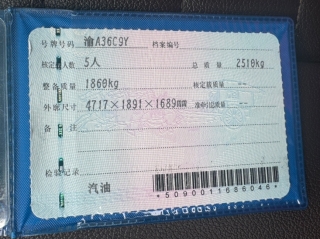 号牌号码 渝A36C9Y 档案编号
核定载人数 5人 总质量 2510kg
整备质量 1860kg 核定载质量 --
外廓尺寸 4717×1891×1689mm 准牵引总质量 --
备注
检验记录
汽油
*5090011686046*